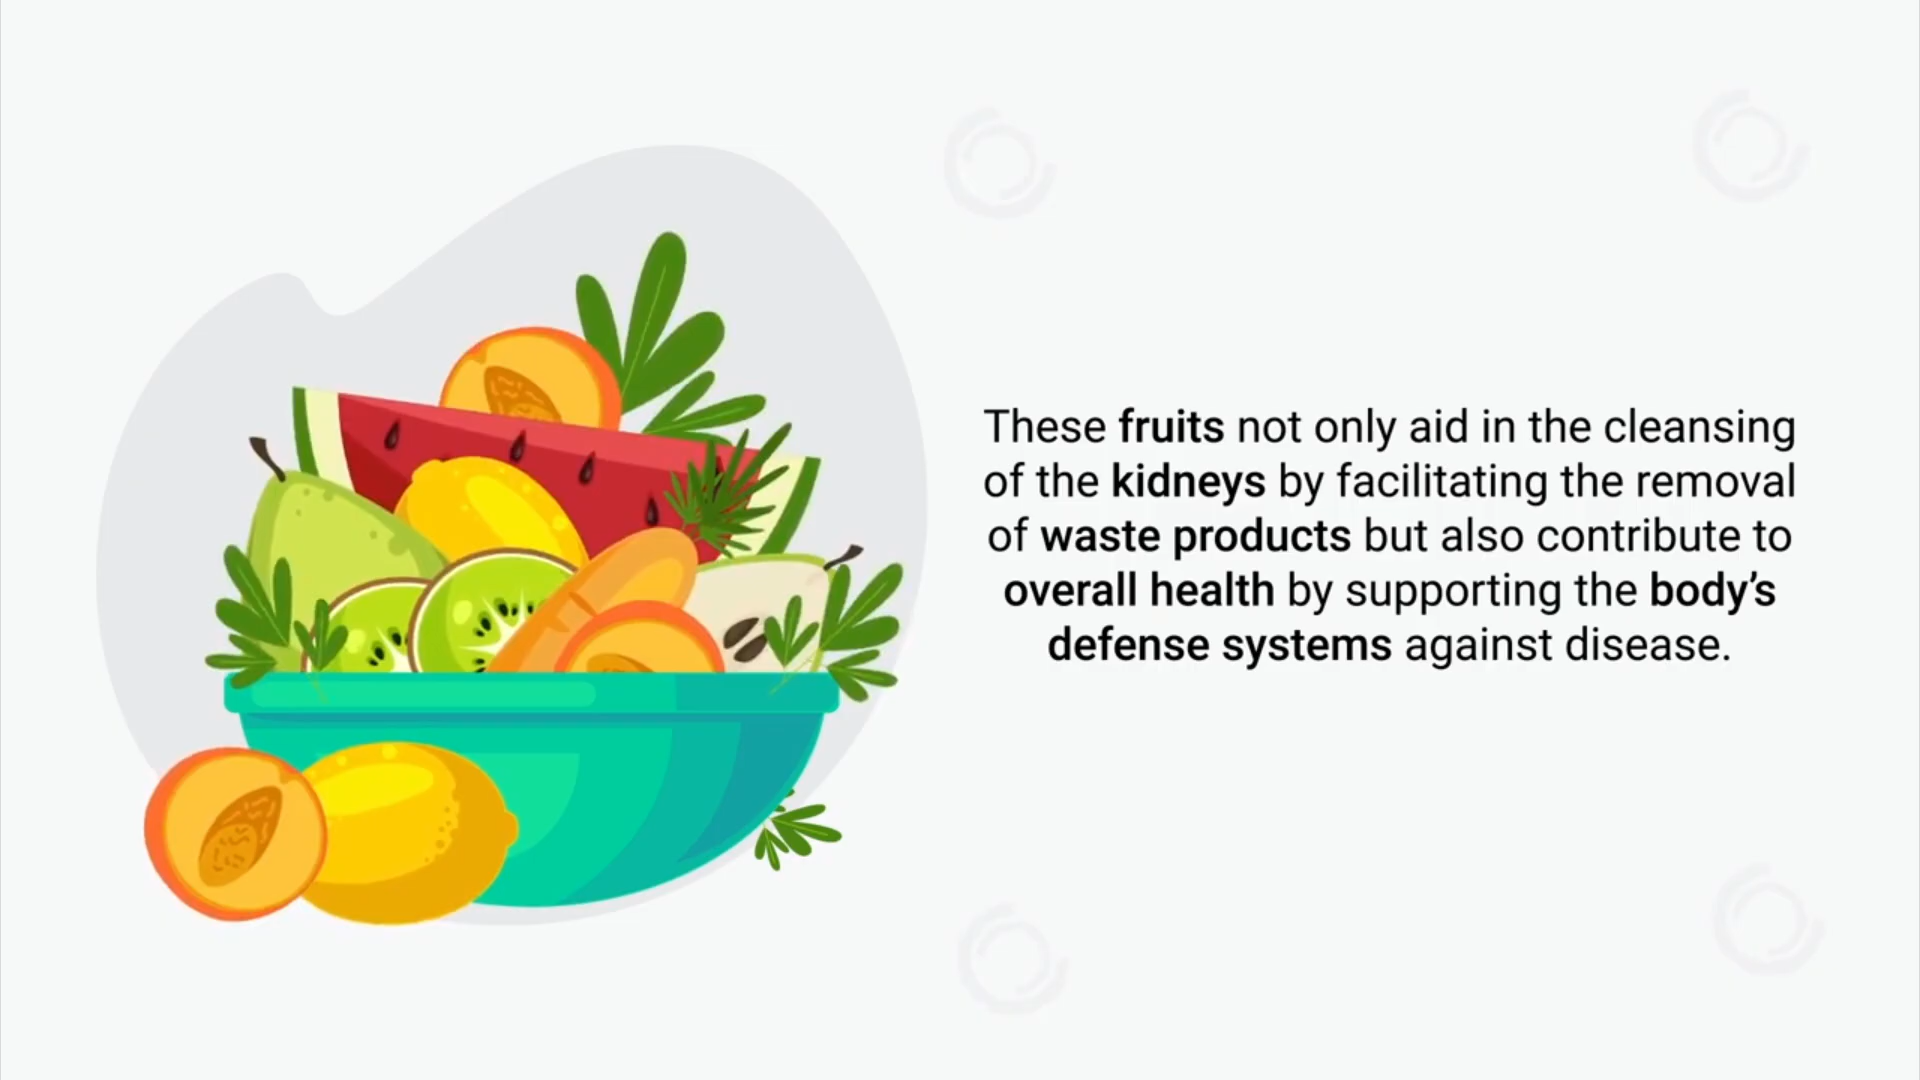 These fruits not only aid in the cleansing
of the kidneys by facilitating the removal
of waste products but also contribute to
overall health by supporting the body’s
defense systems against disease.